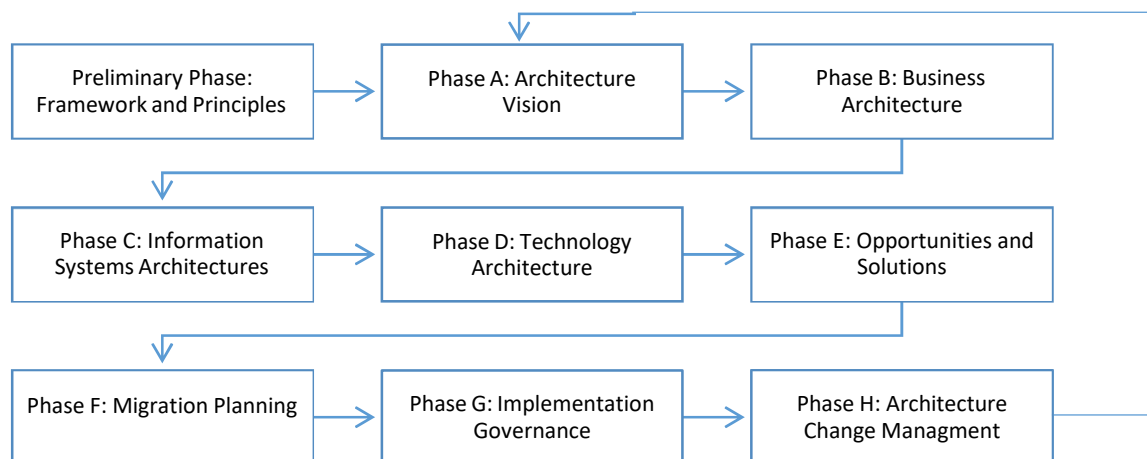 Preliminary Phase:
Framework and Principles
Phase A: Architecture
Vision
Phase B: Business
Architecture
Phase C: Information
Systems Architectures
Phase D: Technology
Architecture
Phase E: Opportunities and
Solutions
Phase F: Migration Planning
Phase G: Implementation
Governance
Phase H: Architecture
Change Managment